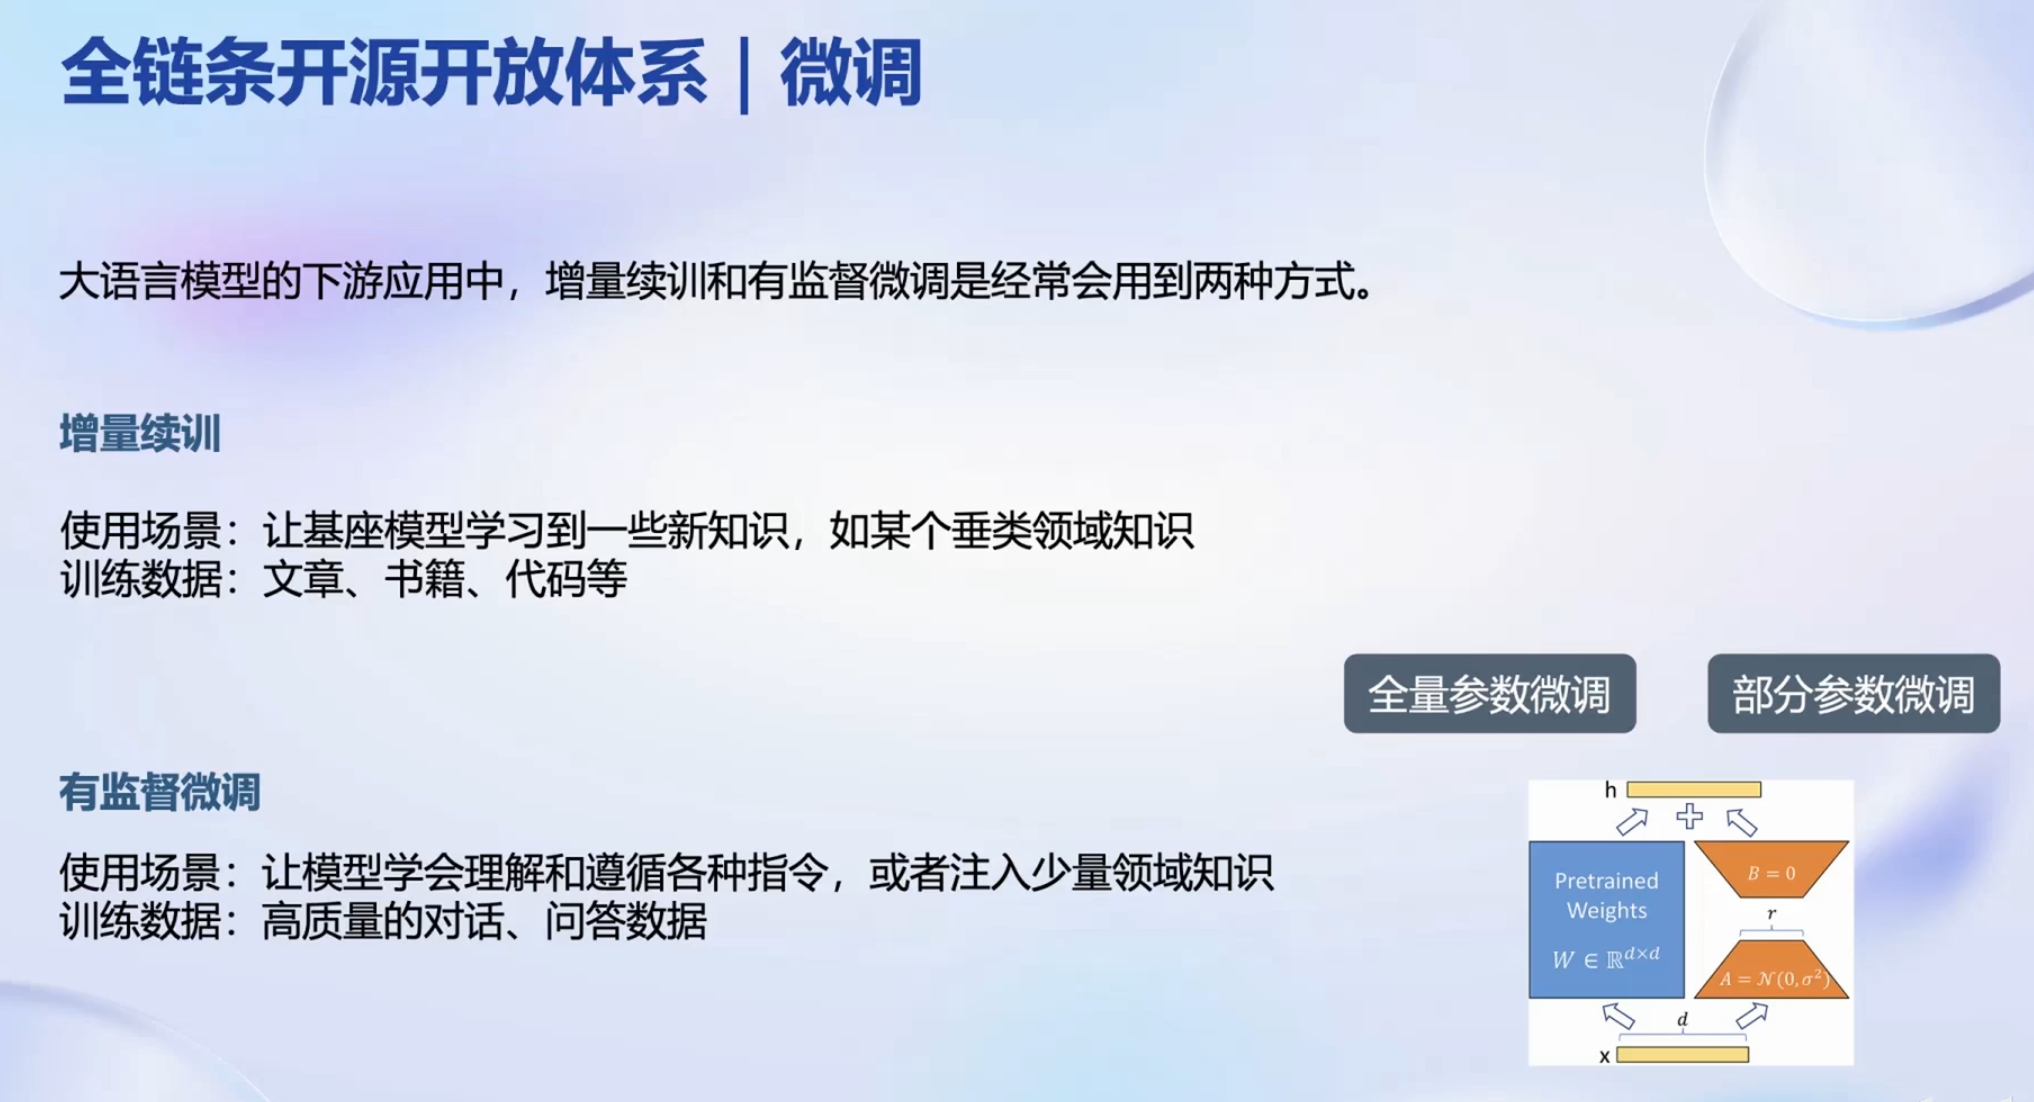 全链条开源开放体系｜微调
大语言模型的下游应用中，增量续训和有监督微调是经常会用到两种方式。
增量续训
使用场景：让基座模型学习到一些新知识，如某个垂类领域知识
训练数据：文章、书籍、代码等
全量参数微调
部分参数微调
有监督微调
使用场景：让模型学会理解和遵循各种指令，或者注入少量领域知识
训练数据：高质量的对话、问答数据
h
Pretrained
Weights
W ∈ ℝ^{d×d}
B = 0
r
A = 𝒩(0, σ²)
d
x